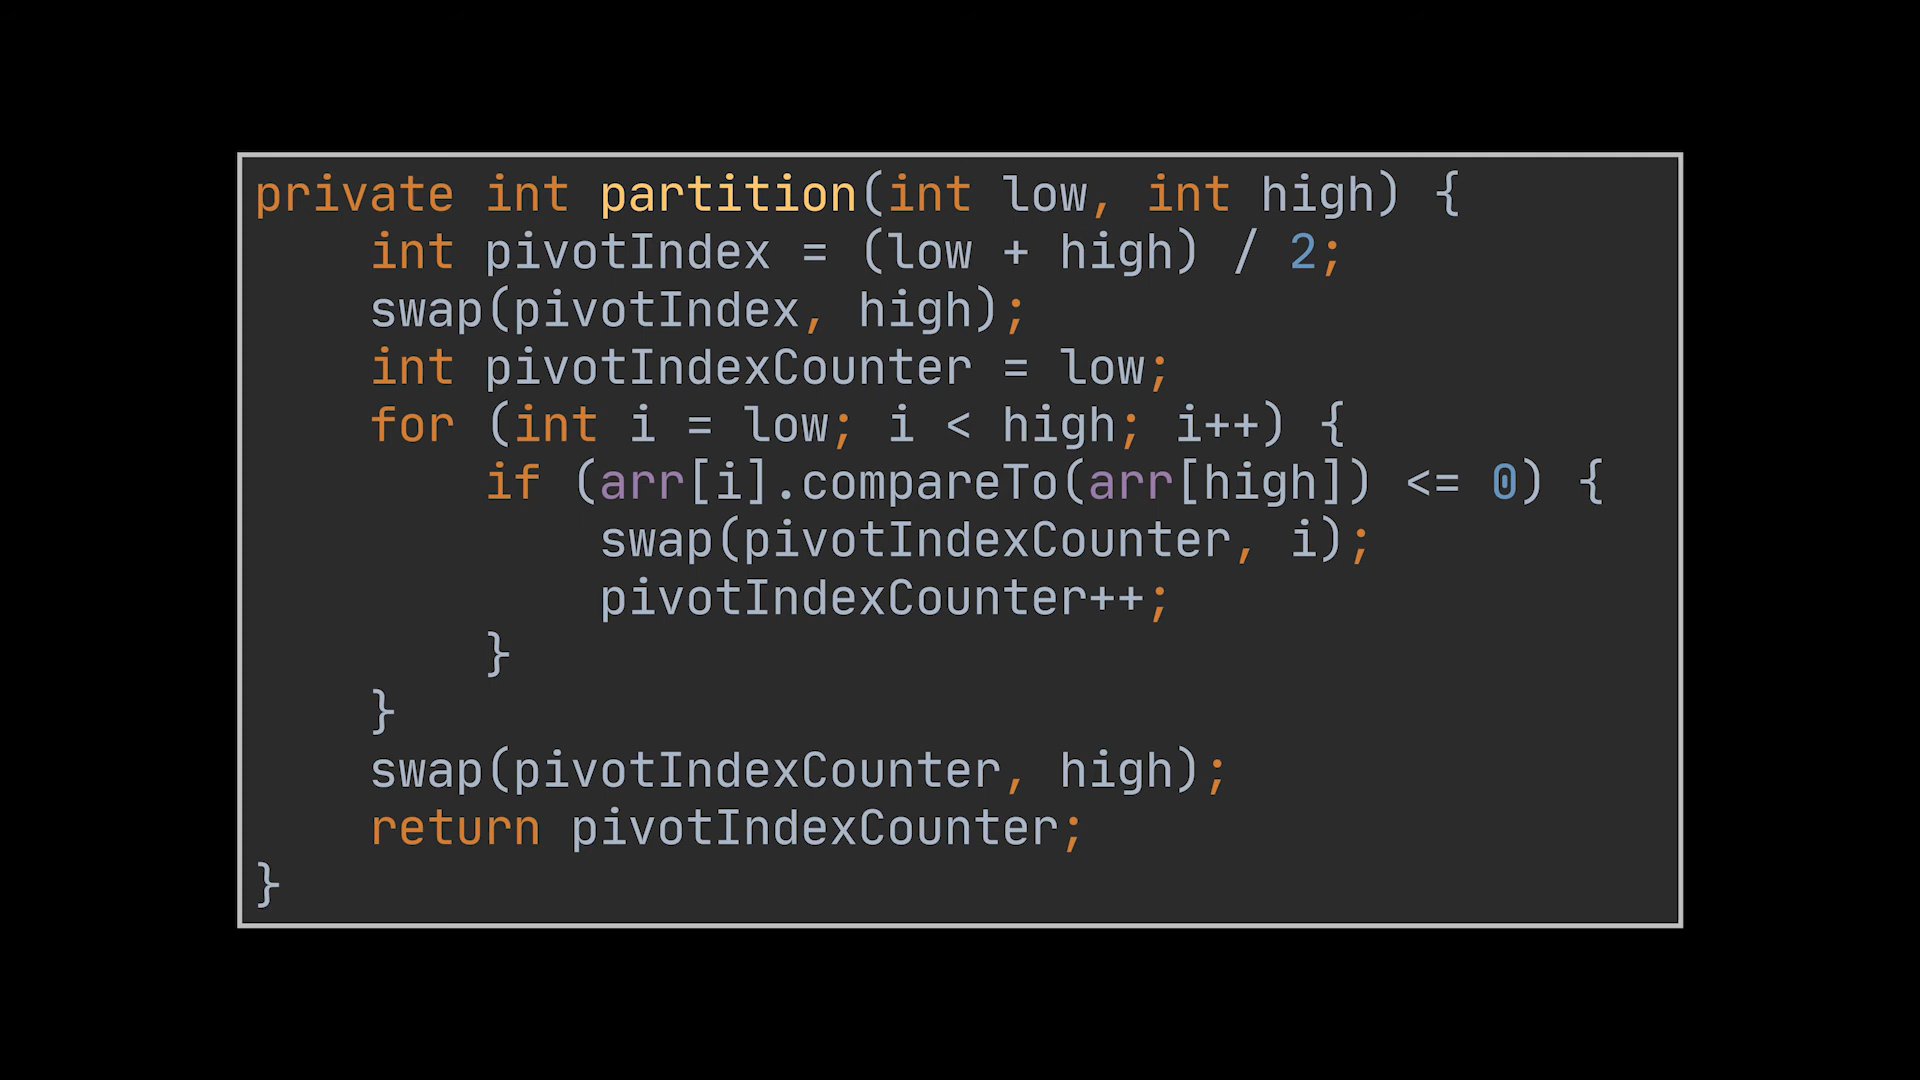 private int partition(int low, int high) {
    int pivotIndex = (low + high) / 2;
    swap(pivotIndex, high);
    int pivotIndexCounter = low;
    for (int i = low; i < high; i++) {
        if (arr[i].compareTo(arr[high]) <= 0) {
            swap(pivotIndexCounter, i);
            pivotIndexCounter++;
        }
    }
    swap(pivotIndexCounter, high);
    return pivotIndexCounter;
}